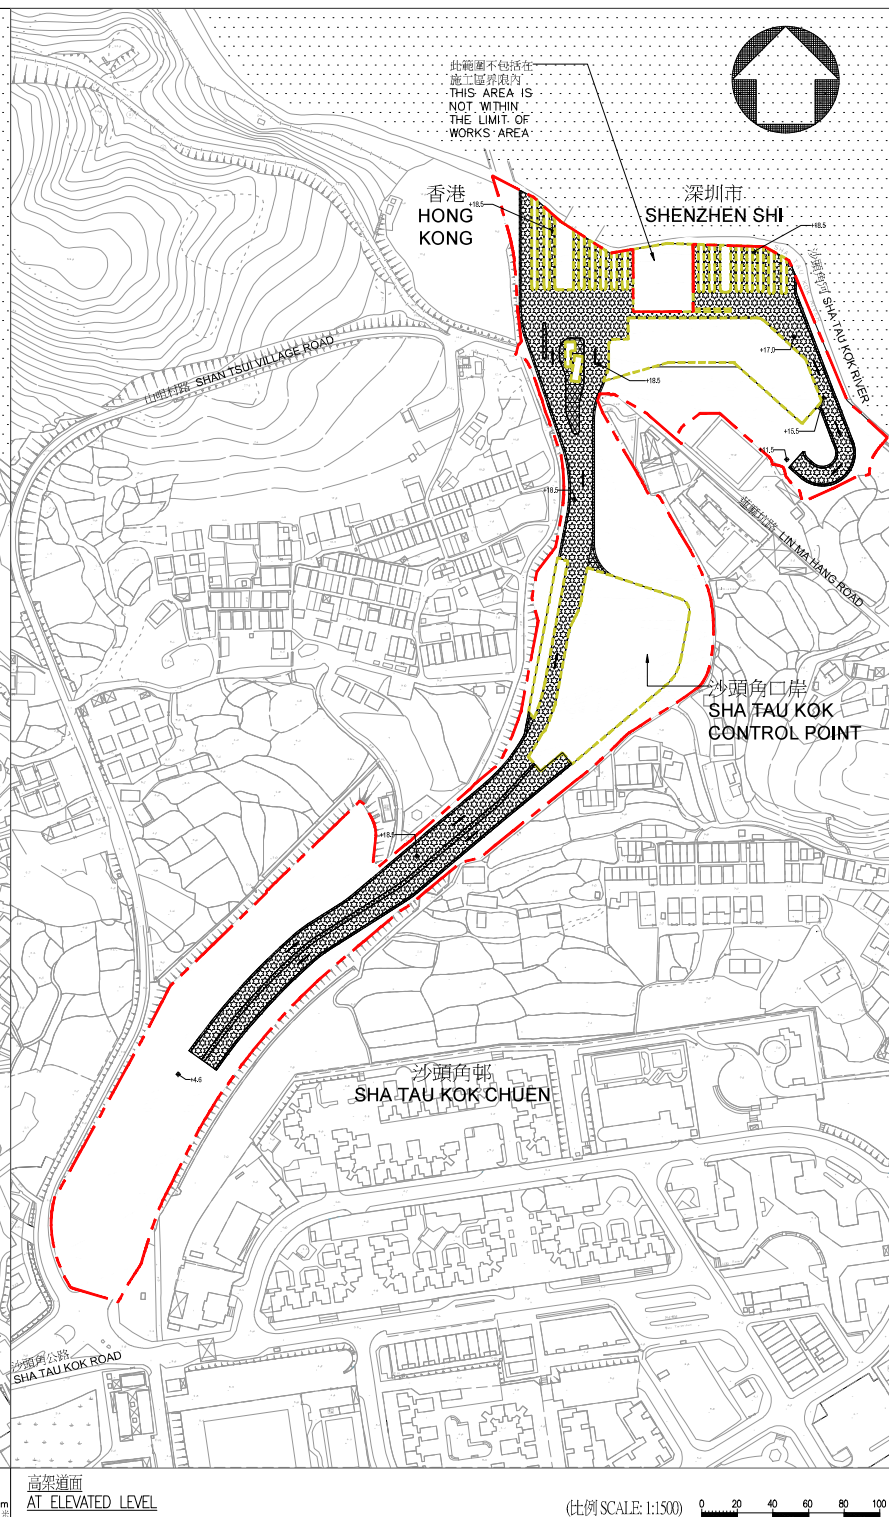 此範圍不包括在
施工區界限內
THIS AREA IS
NOT WITHIN
THE LIMIT OF
WORKS AREA
香港
HONG
KONG
深圳市
SHENZHEN SHI
+18.5
+18.5
沙頭角河 SHA TAU KOK RIVER
山咀村路 SHAN TSUI VILLAGE ROAD
+17.0
+18.5
+15.5
+11.5
+18.5
蓮麻坑路 LIN MA HANG ROAD
沙頭角口岸
SHA TAU KOK
CONTROL POINT
+18.5
+4.6
沙頭角邨
SHA TAU KOK CHUEN
沙頭角公路
SHA TAU KOK ROAD
高架道面
AT ELEVATED LEVEL
m
米
(比例 SCALE: 1:1500)
0 20 40 60 80 100